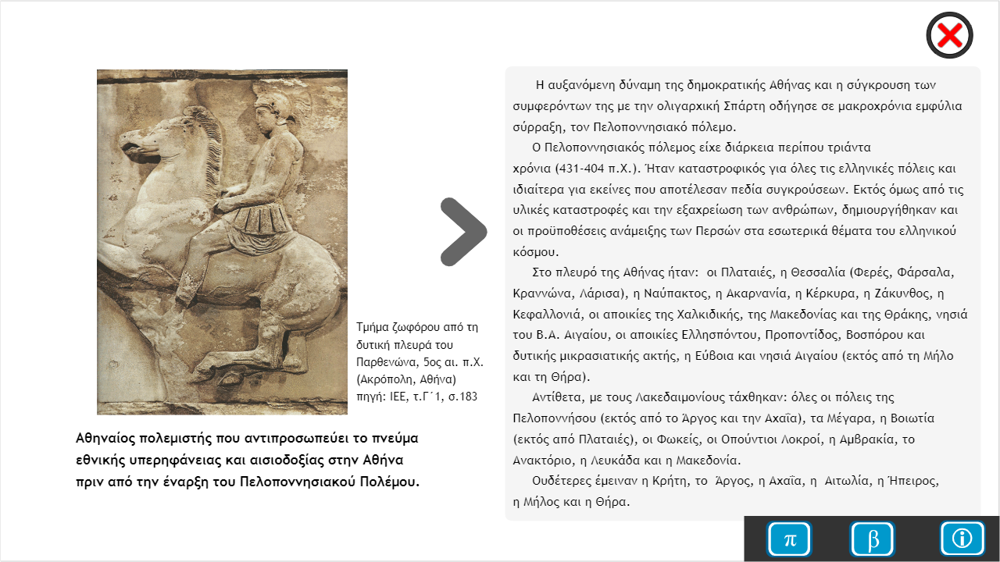 Η αυξανόμενη δύναμη της δημοκρατικής Αθήνας και η σύγκρουση των
συμφερόντων της με την ολιγαρχική Σπάρτη οδήγησε σε μακροχρόνια εμφύλια
σύρραξη, τον Πελοποννησιακό πόλεμο.
Ο Πελοποννησιακός πόλεμος είχε διάρκεια περίπου τριάντα
χρόνια (431-404 π.Χ.). Ήταν καταστροφικός για όλες τις ελληνικές πόλεις και
ιδιαίτερα για εκείνες που αποτέλεσαν πεδία συγκρούσεων. Εκτός όμως από τις
υλικές καταστροφές και την εξαχρείωση των ανθρώπων, δημιουργήθηκαν και
οι προϋποθέσεις ανάμειξης των Περσών στα εσωτερικά θέματα του ελληνικού
κόσμου.
Στο πλευρό της Αθήνας ήταν: οι Πλαταιές, η Θεσσαλία (Φερές, Φάρσαλα,
Κραννώνα, Λάρισα), η Ναύπακτος, η Ακαρνανία, η Κέρκυρα, η Ζάκυνθος, η
Κεφαλλονιά, οι αποικίες της Χαλκιδικής, της Μακεδονίας και της Θράκης, νησιά
του Β.Α. Αιγαίου, οι αποικίες Ελλησπόντου, Προποντίδος, Βοσπόρου και
δυτικής μικρασιατικής ακτής, η Εύβοια και νησιά Αιγαίου (εκτός από τη Μήλο
και τη Θήρα).
Αντίθετα, με τους Λακεδαιμονίους τάχθηκαν: όλες οι πόλεις της
Πελοποννήσου (εκτός από το Άργος και την Αχαΐα), τα Μέγαρα, η Βοιωτία
(εκτός από Πλαταιές), οι Φωκείς, οι Οπούντιοι Λοκροί, η Αμβρακία, το
Ανακτόριο, η Λευκάδα και η Μακεδονία.
Ουδέτερες έμειναν η Κρήτη, το Άργος, η Αχαΐα, η Αιτωλία, η Ήπειρος,
η Μήλος και η Θήρα.
Τμήμα ζωφόρου από τη
δυτική πλευρά του
Παρθενώνα, 5ος αι. π.Χ.
(Ακρόπολη, Αθήνα)
πηγή: ΙΕΕ, τ.Γ΄1, σ.183
Αθηναίος πολεμιστής που αντιπροσωπεύει το πνεύμα
εθνικής υπερηφάνειας και αισιοδοξίας στην Αθήνα
πριν από την έναρξη του Πελοποννησιακού Πολέμου.
π β i